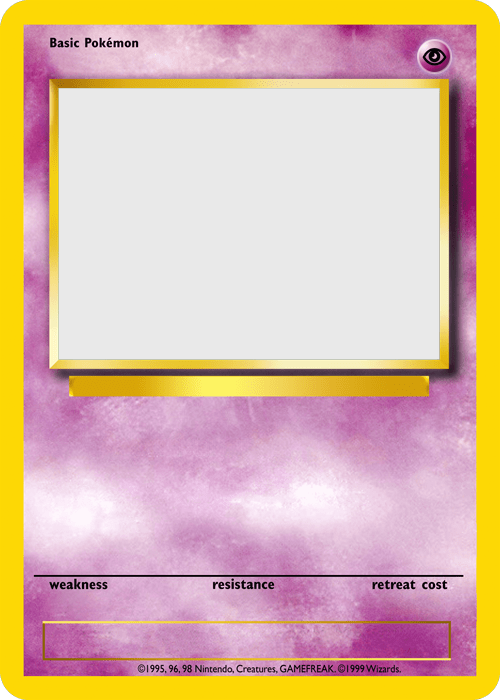 Basic Pokémon
weakness resistance retreat cost
©1995, 96, 98 Nintendo, Creatures, GAMEFREAK. ©1999 Wizards.